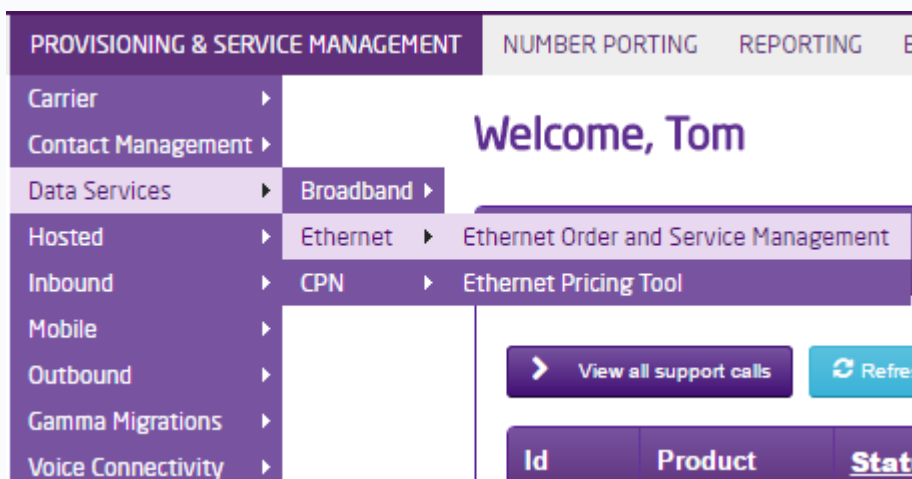 PROVISIONING & SERVICE MANAGEMENT NUMBER PORTING REPORTING
Carrier
Contact Management
Welcome, Tom
Data Services
Broadband
Hosted
Ethernet
Ethernet Order and Service Management
Inbound
CPN
Ethernet Pricing Tool
Mobile
Outbound
View all support calls
Gamma Migrations
Voice Connectivity
Id Product